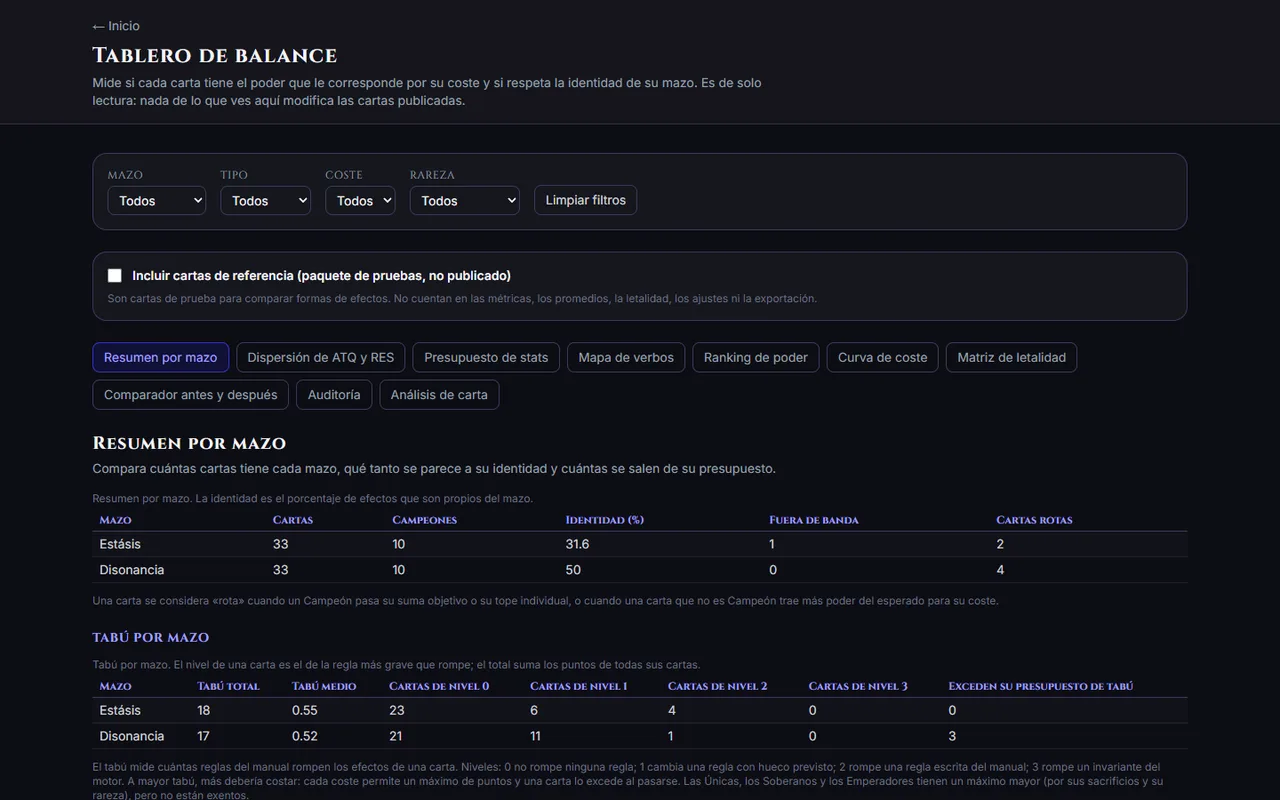 ← Inicio
Tablero de balance
Mide si cada carta tiene el poder que le corresponde por su coste y si respeta la identidad de su mazo. Es de solo
lectura: nada de lo que ves aquí modifica las cartas publicadas.
Mazo Tipo Coste Rareza
Todos Todos Todos Todos Limpiar filtros
Incluir cartas de referencia (paquete de pruebas, no publicado)
Son cartas de prueba para comparar formas de efectos. No cuentan en las métricas, los promedios, la letalidad, los ajustes ni la exportación.
Resumen por mazo Dispersión de ATQ y RES Presupuesto de stats Mapa de verbos Ranking de poder Curva de coste Matriz de letalidad
Comparador antes y después Auditoría Análisis de carta
Resumen por mazo
Compara cuántas cartas tiene cada mazo, qué tanto se parece a su identidad y cuántas se salen de su presupuesto.
Resumen por mazo. La identidad es el porcentaje de efectos que son propios del mazo.
Mazo Cartas Campeones Identidad (%) Fuera de banda Cartas rotas
Estásis 33 10 31.6 1 2
Disonancia 33 10 50 0 4
Una carta se considera «rota» cuando un Campeón pasa su suma objetivo o su tope individual, o cuando una carta que no es Campeón trae más poder del esperado para su coste.
Tabú por mazo
Tabú por mazo. El nivel de una carta es el de la regla más grave que rompe; el total suma los puntos de todas sus cartas.
Mazo Tabú total Tabú medio Cartas de nivel 0 Cartas de nivel 1 Cartas de nivel 2 Cartas de nivel 3 Exceden su presupuesto de tabú
Estásis 18 0.55 23 6 4 0 0
Disonancia 17 0.52 21 11 1 0 3
El tabú mide cuántas reglas del manual rompen los efectos de una carta. Niveles: 0 no rompe ninguna regla; 1 cambia una regla con hueco previsto; 2 rompe una regla escrita del manual; 3 rompe un invariante del
motor. A mayor tabú, más debería costar: cada coste permite un máximo de puntos y una carta lo excede al pasarse. Las Únicas, los Soberanos y los Emperadores tienen un máximo mayor (por sus sacrificios y su
rareza), pero no están exentos.